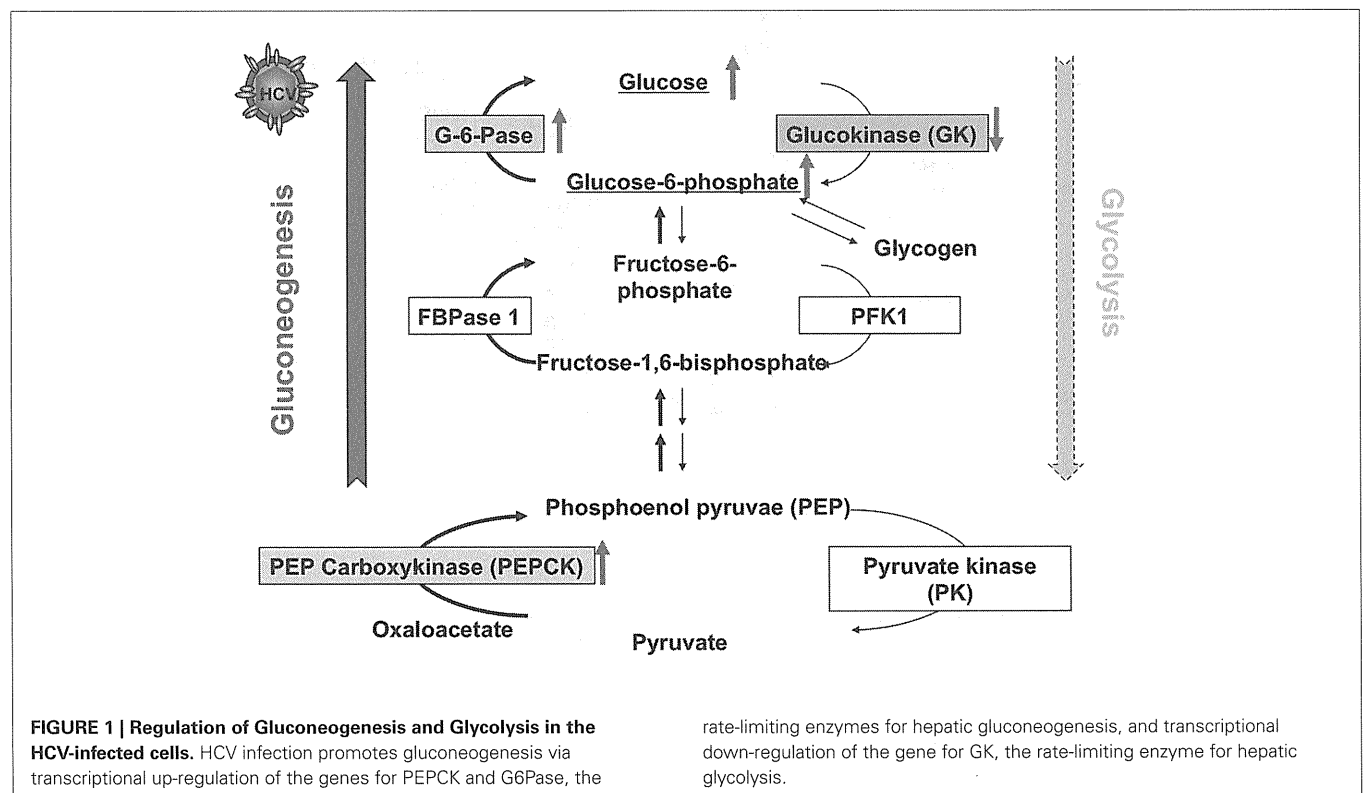 HCV
Glucose
G-6-Pase
Glucokinase (GK)
Glucose-6-phosphate
Gluconeogenesis
Glycolysis
Glycogen
Fructose-6-
phosphate
FBPase 1
PFK1
Fructose-1,6-bisphosphate
Phosphoenol pyruvae (PEP)
PEP Carboxykinase (PEPCK)
Pyruvate kinase
(PK)
Oxaloacetate
Pyruvate
FIGURE 1 | Regulation of Gluconeogenesis and Glycolysis in the
HCV-infected cells. HCV infection promotes gluconeogenesis via
transcriptional up-regulation of the genes for PEPCK and G6Pase, the
rate-limiting enzymes for hepatic gluconeogenesis, and transcriptional
down-regulation of the gene for GK, the rate-limiting enzyme for hepatic
glycolysis.